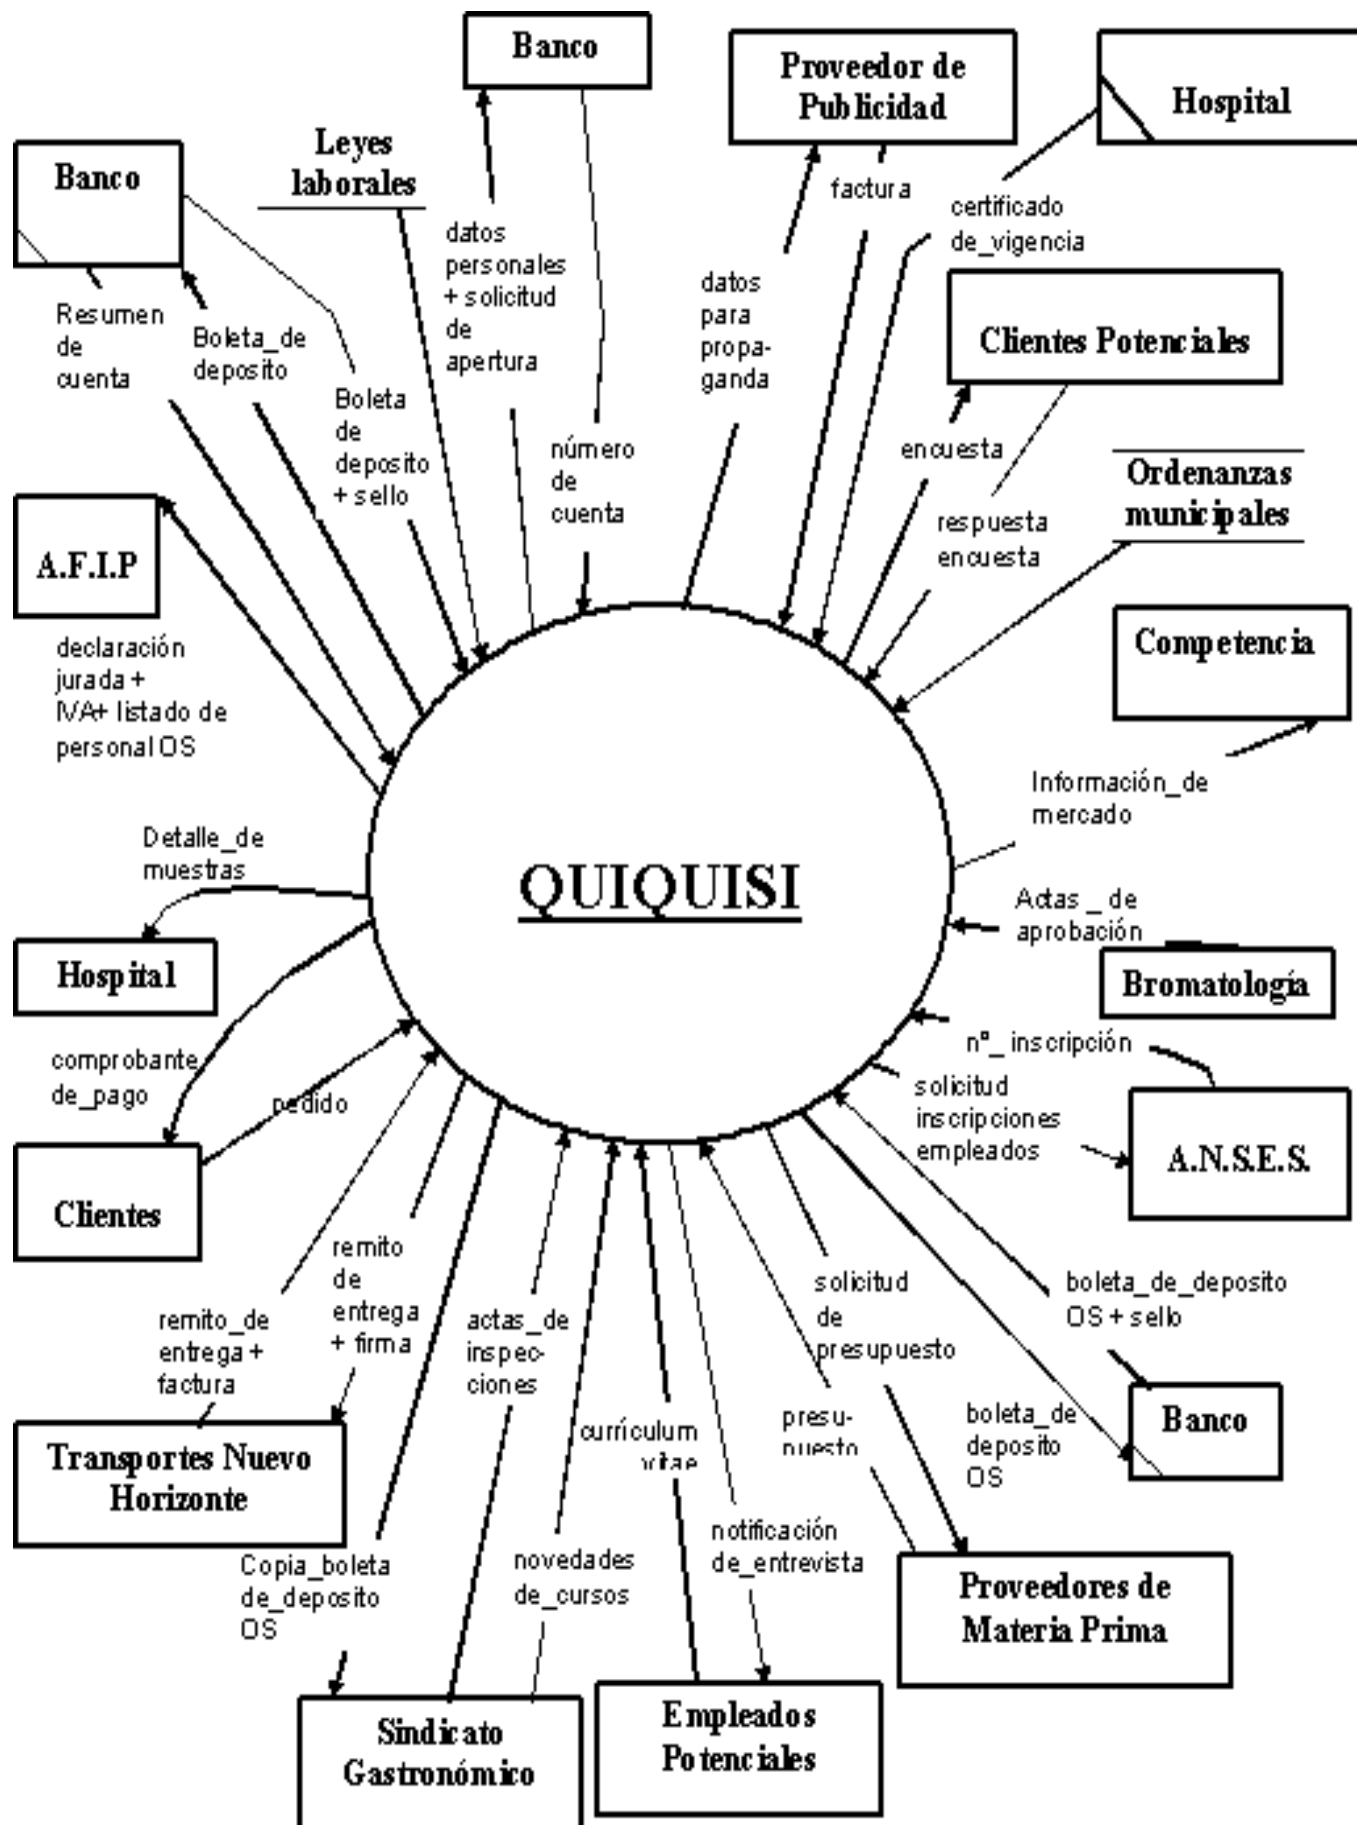 Banco
Proveedor de
Publicidad
Hospital
Banco
Leyes
laborales
datos
personales
+ solicitud
de
apertura
factura
certificado
de_vigencia
datos
para
propa-
ganda
Clientes Potenciales
Resumen
de
cuenta
Boleta_de
deposito
Boleta
de
deposito
+ sello
número
de
cuenta
encuesta
respuesta
encuesta
Ordenanzas
municipales
A.F.I.P
declaración
jurada +
IVA+ listado de
personal OS
Competencia
Información_de
mercado
Detalle_de
muestras
QUIQUISI
Actas _ de
aprobación
Hospital
Bromatología
nº_ inscripción
comprobante
de_pago
pedido
solicitud
inscripciones
empleados
A.N.S.E.S.
Clientes
remito
de
entrega
+ firma
remito_de
entrega +
factura
actas_de
inspec-
ciones
solicitud
de
presupuesto
boleta_de_deposito
OS + sello
Banco
Transportes Nuevo
Horizonte
currículum
vitae
presu-
puesto
boleta_de
deposito
OS
Copia_boleta
de_deposito
OS
novedades
de_cursos
notificación
de_entrevista
Proveedores de
Materia Prima
Sindicato
Gastronómico
Empleados
Potenciales